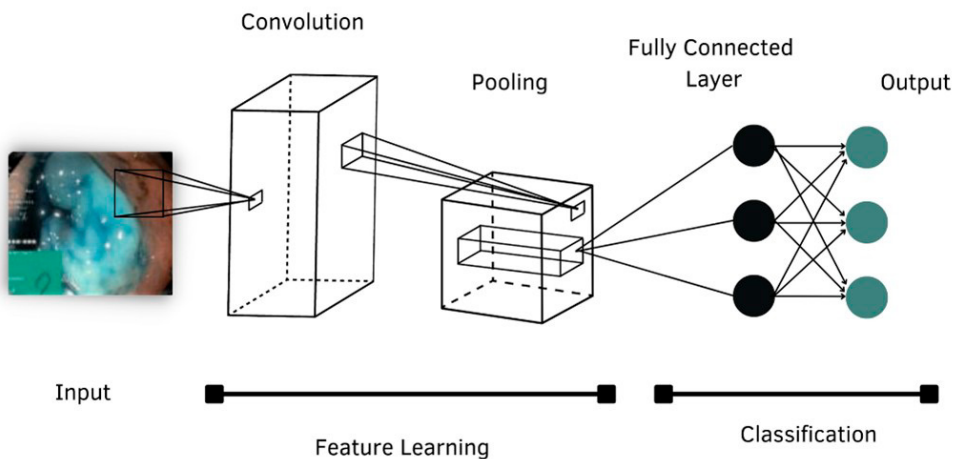 Convolution
Fully Connected
Layer
Pooling
Output
Input
Feature Learning
Classification